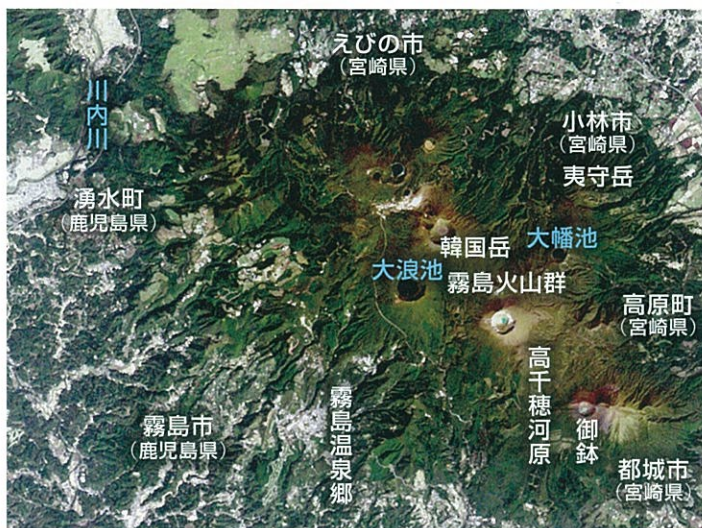 えびの市
（宮崎県）
川内川
小林市
（宮崎県）
夷守岳
湧水町
（鹿児島県）
韓国岳
大幡池
大浪池
霧島火山群
高原町
（宮崎県）
高千穂河原
霧島温泉郷
御鉢
霧島市
（鹿児島県）
都城市
（宮崎県）